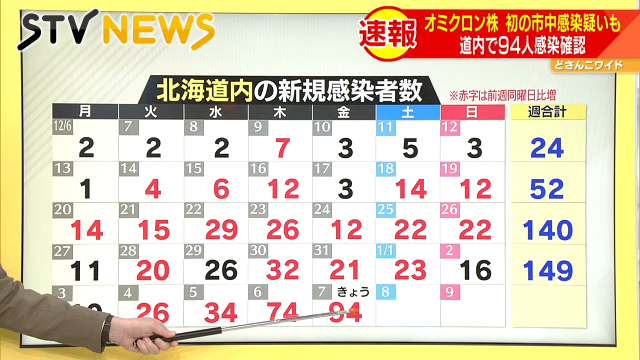 STV NEWS
速報
オミクロン株 初の市中感染疑いも
道内で94人感染確認
どさんこワイド
北海道内の新規感染者数
※赤字は前週同曜日比増
月 火 水 木 金 土 日 週合計
12/6 7 8 9 10 11 12
2 2 2 7 3 5 3 24
13 14 15 16 17 18 19
1 4 6 12 3 14 12 52
20 21 22 23 24 25 26
14 15 29 26 12 22 22 140
27 28 29 30 31 1/1 2
11 20 26 32 21 23 16 149
3 4 5 6 7 きょう 8 9
26 34 74 94